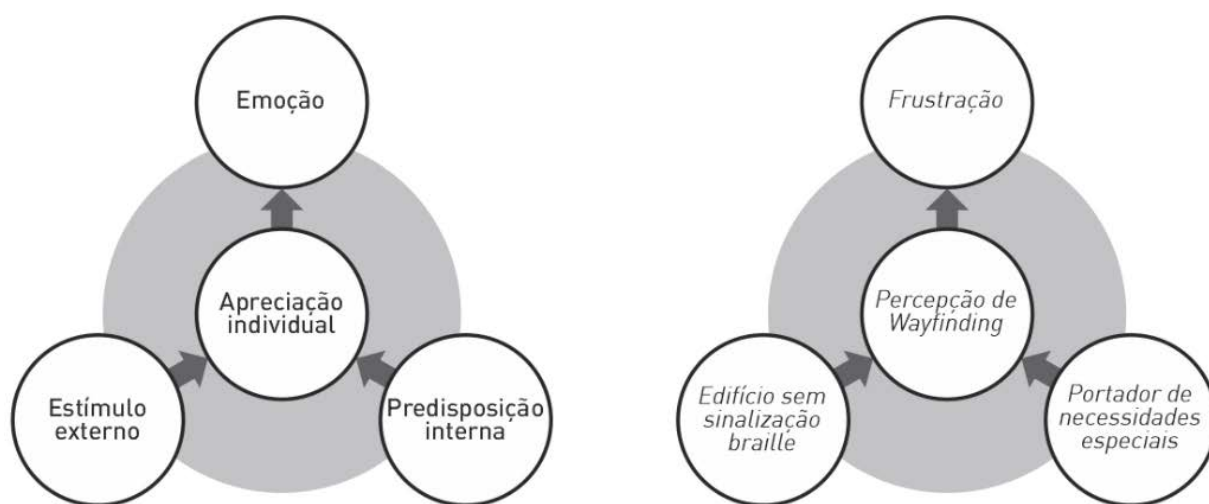 Emoção
Apreciação
individual
Estímulo
externo
Predisposição
interna
Frustração
Percepção de
Wayfinding
Edifício sem
sinalização
braille
Portador de
necessidades
especiais